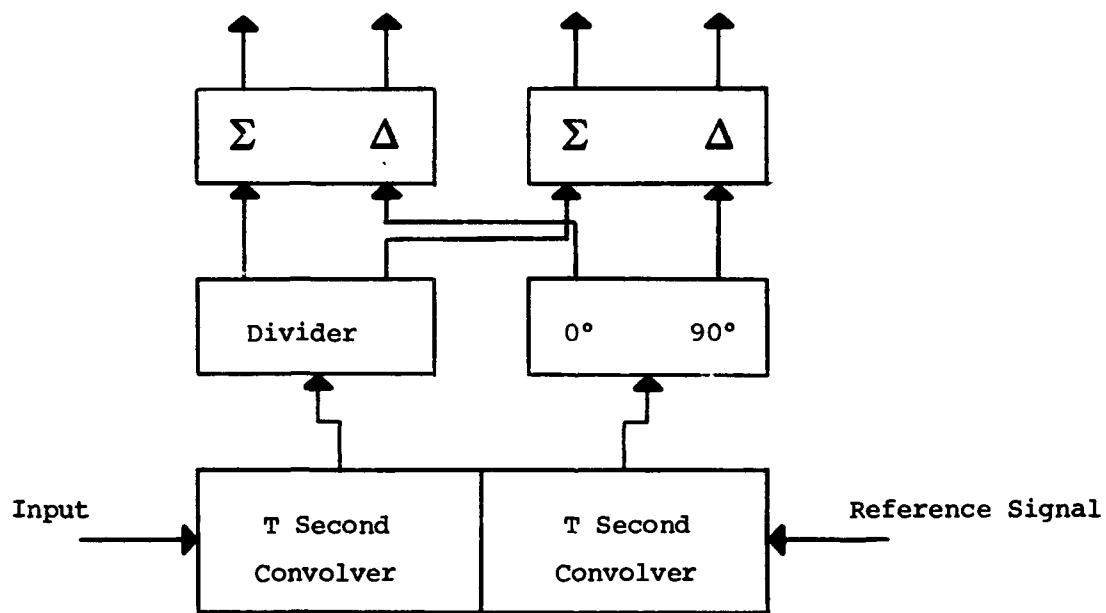 Σ Δ
Σ Δ
Divider
0° 90°
Input
T Second
Convolver
T Second
Convolver
Reference Signal